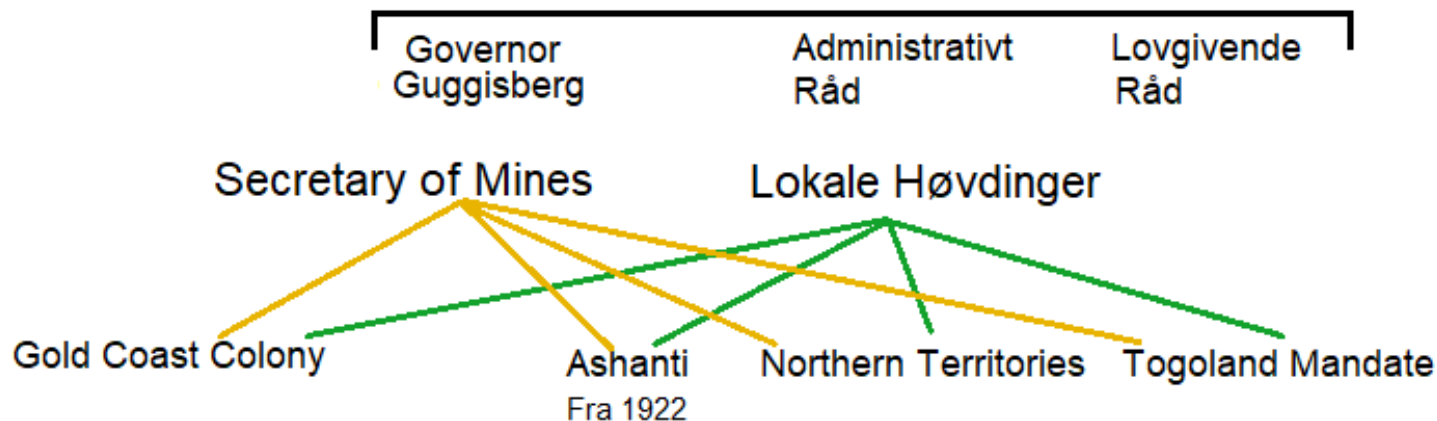 Governor
Guggisberg
Administrativt
Råd
Lovgivende
Råd
Secretary of Mines
Lokale Høvdinger
Gold Coast Colony
Ashanti
Fra 1922
Northern Territories
Togoland Mandate